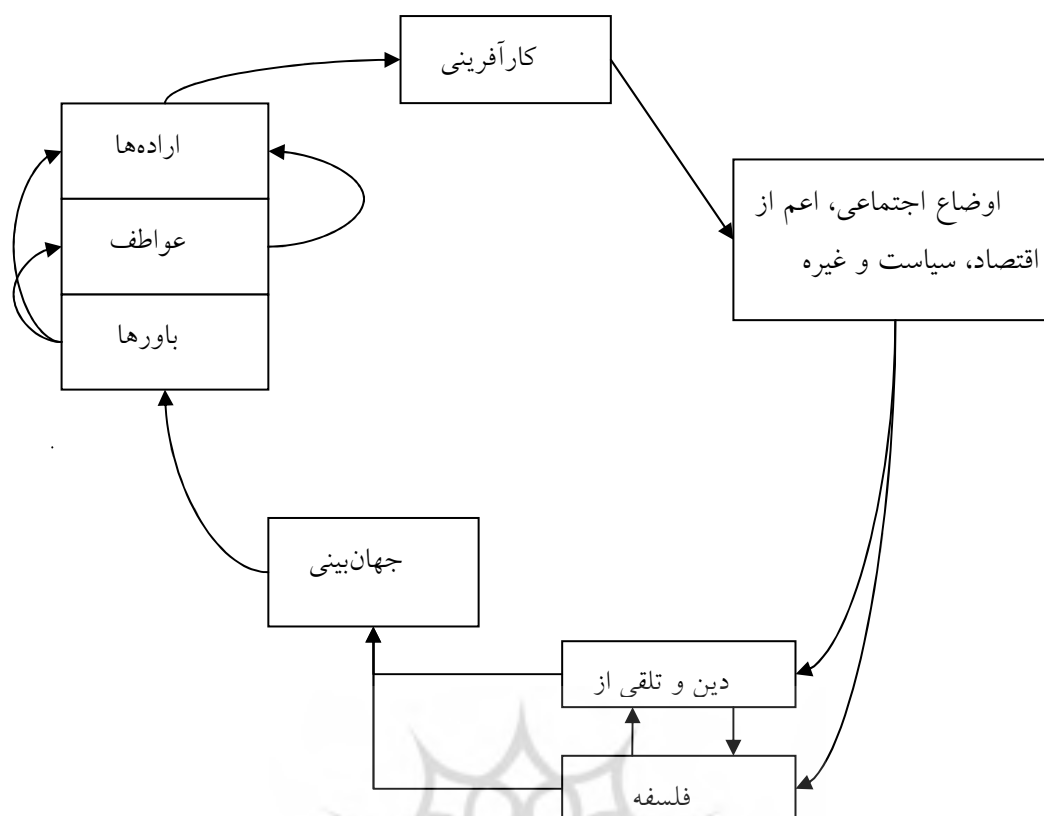 کارآفرینی
اراده‌ها
عواطف
باورها
اوضاع اجتماعی، اعم از
اقتصاد، سیاست و غیره
جهان‌بینی
دین و تلقی از
فلسفه